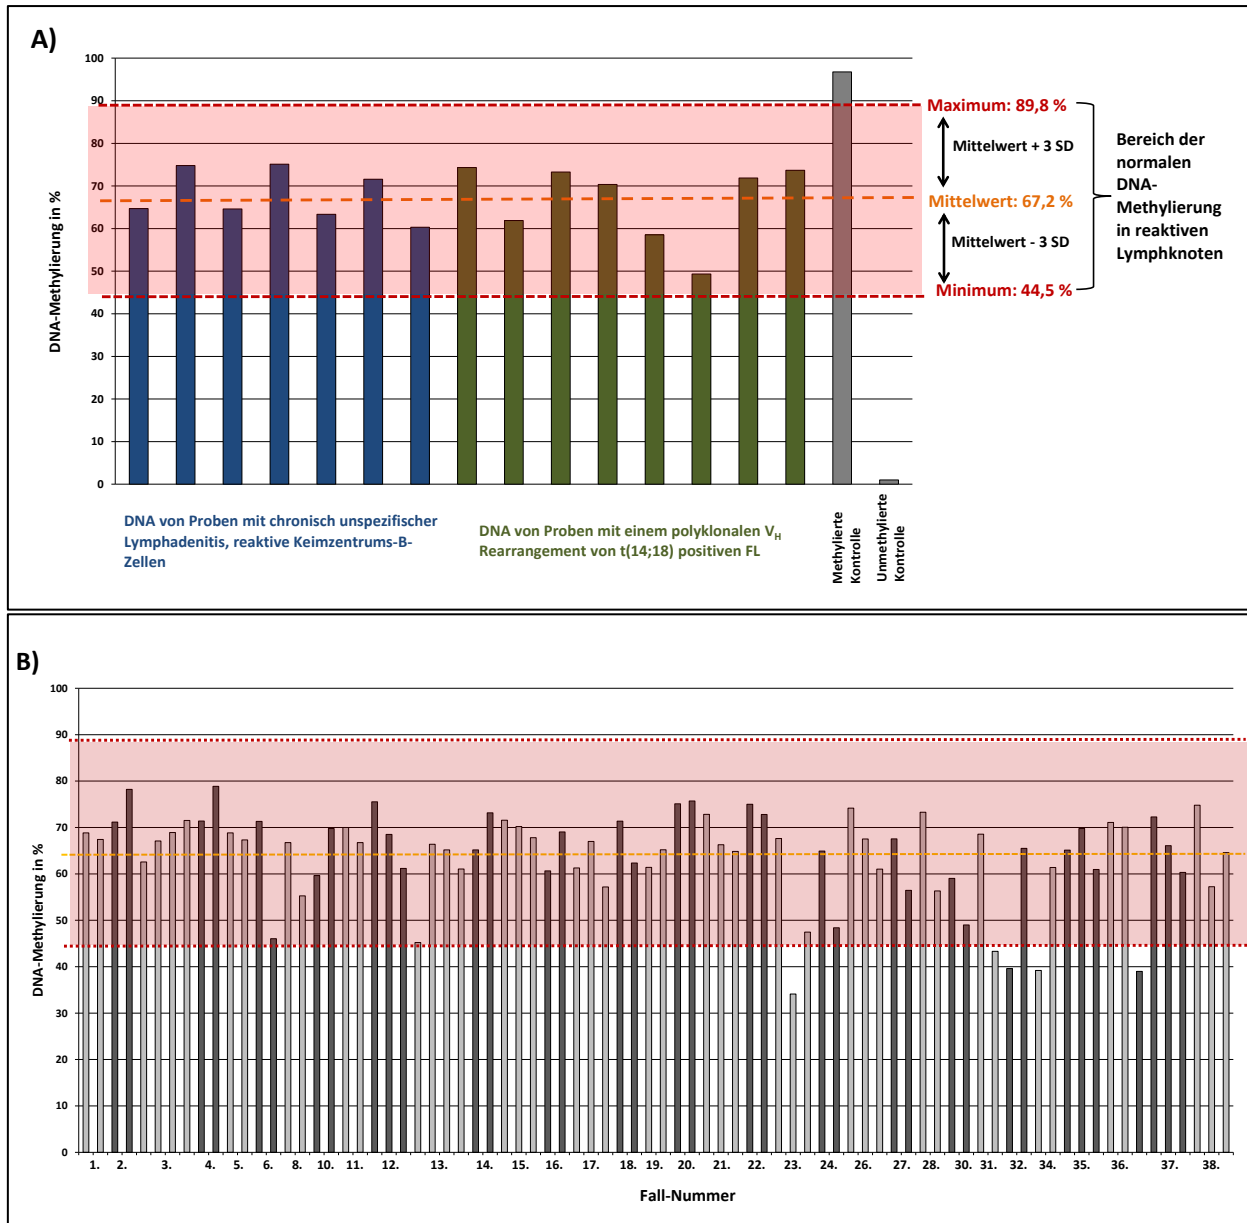 A)
100
90
80
70
60
50
40
30
20
10
0
DNA-Methylierung in %
Maximum: 89,8 %
Mittelwert + 3 SD
Mittelwert: 67,2 %
Mittelwert - 3 SD
Minimum: 44,5 %
Bereich der
normalen
DNA-
Methylierung
in reaktiven
Lymphknoten
DNA von Proben mit chronisch unspezifischer
Lymphadenitis, reaktive Keimzentrums-B-
Zellen
DNA von Proben mit einem polyklonalen VH
Rearrangement von t(14;18) positiven FL
Methylierte
Kontrolle
Unmethylierte
Kontrolle
B)
100
90
80
70
60
50
40
30
20
10
0
DNA-Methylierung in %
1. 2. 3. 4. 5. 6. 8. 10. 11. 12. 13. 14. 15. 16. 17. 18. 19. 20. 21. 22. 23. 24. 26. 27. 28. 30. 31. 32. 34. 35. 36. 37. 38.
Fall-Nummer